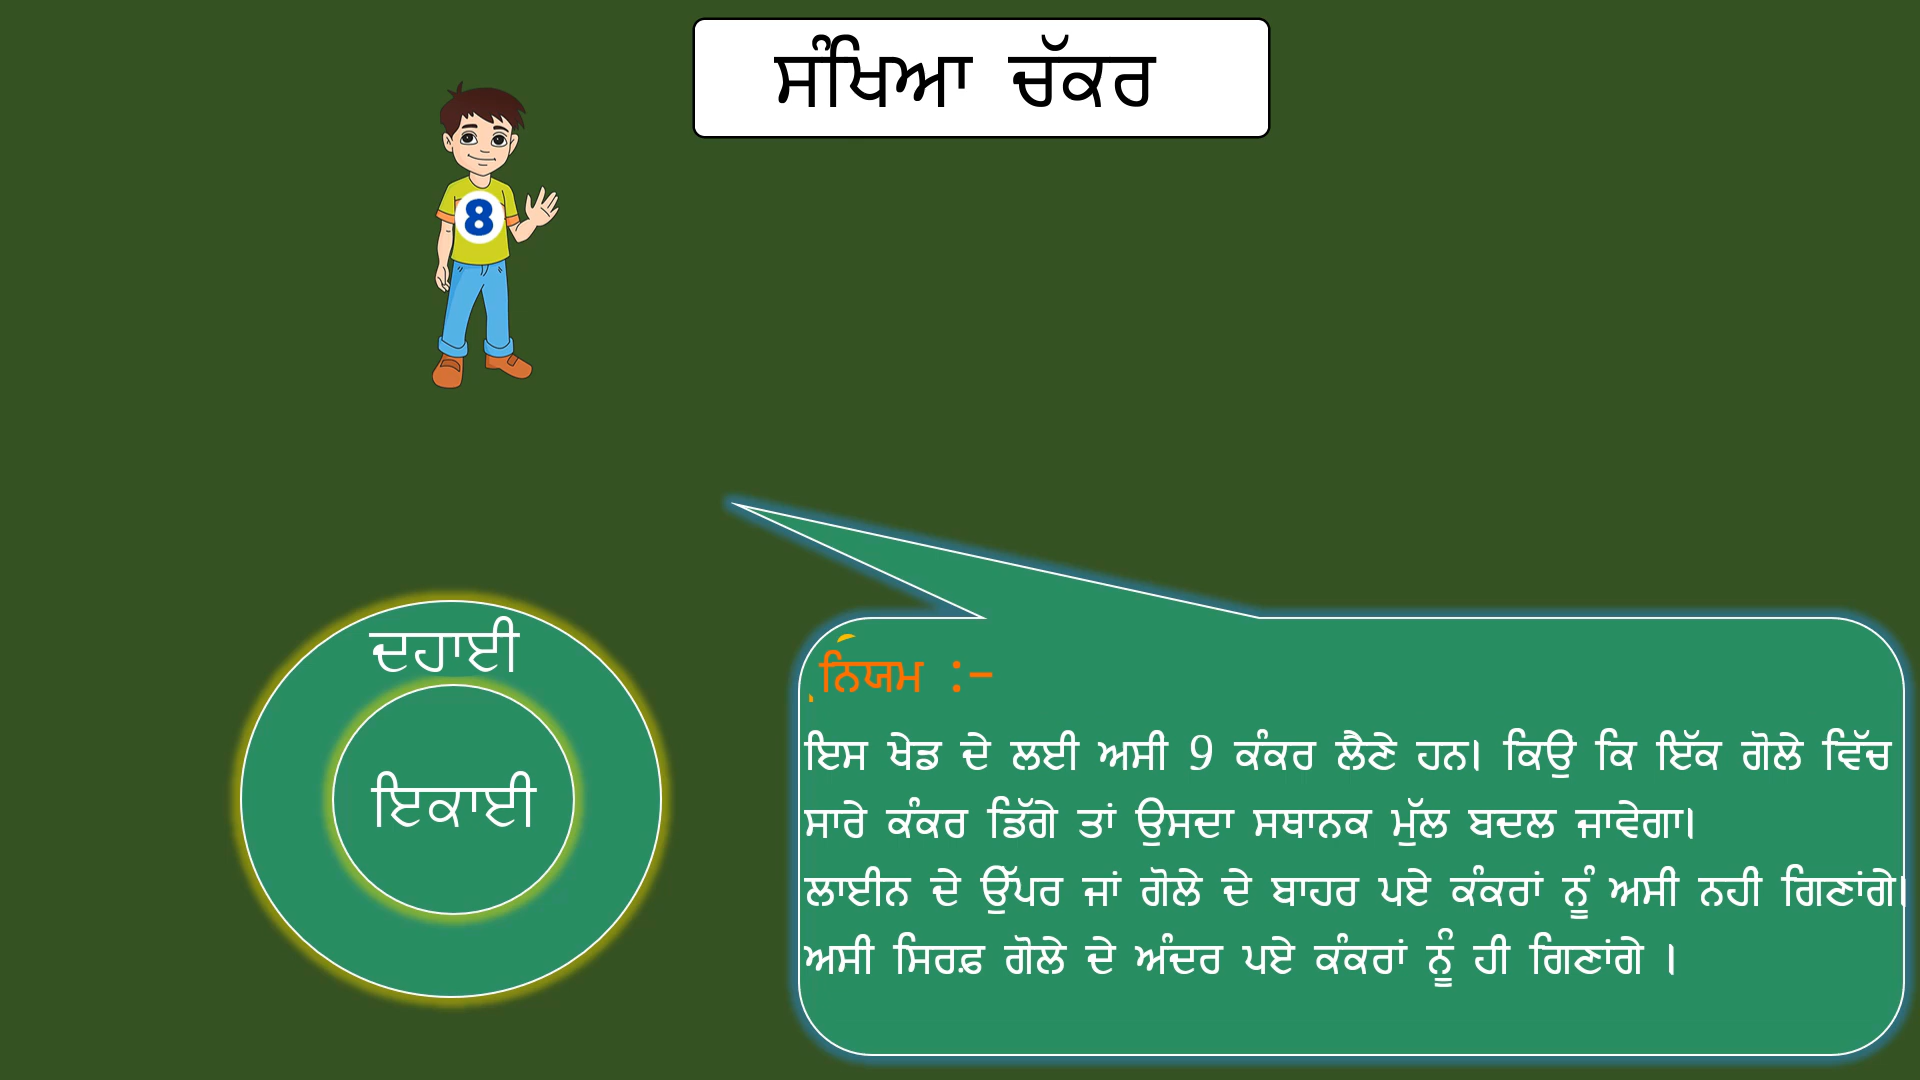 ਸੰਖਿਆ ਚੱਕਰ
8
ਦਹਾਈ
ਇਕਾਈ
ਨਿਯਮ :–
ਇਸ ਖੇਡ ਦੇ ਲਈ ਅਸੀ 9 ਕੰਕਰ ਲੈਣੇ ਹਨ। ਕਿਉਂ ਕਿ ਇੱਕ ਗੋਲੇ ਵਿੱਚ
ਸਾਰੇ ਕੰਕਰ ਡਿੱਗੇ ਤਾਂ ਉਸਦਾ ਸਥਾਨਕ ਮੁੱਲ ਬਦਲ ਜਾਵੇਗਾ।
ਲਾਈਨ ਦੇ ਉੱਪਰ ਜਾਂ ਗੋਲੇ ਦੇ ਬਾਹਰ ਪਏ ਕੰਕਰਾਂ ਨੂੰ ਅਸੀ ਨਹੀ ਗਿਣਾਂਗੇ।
ਅਸੀ ਸਿਰਫ਼ ਗੋਲੇ ਦੇ ਅੰਦਰ ਪਏ ਕੰਕਰਾਂ ਨੂੰ ਹੀ ਗਿਣਾਂਗੇ ।